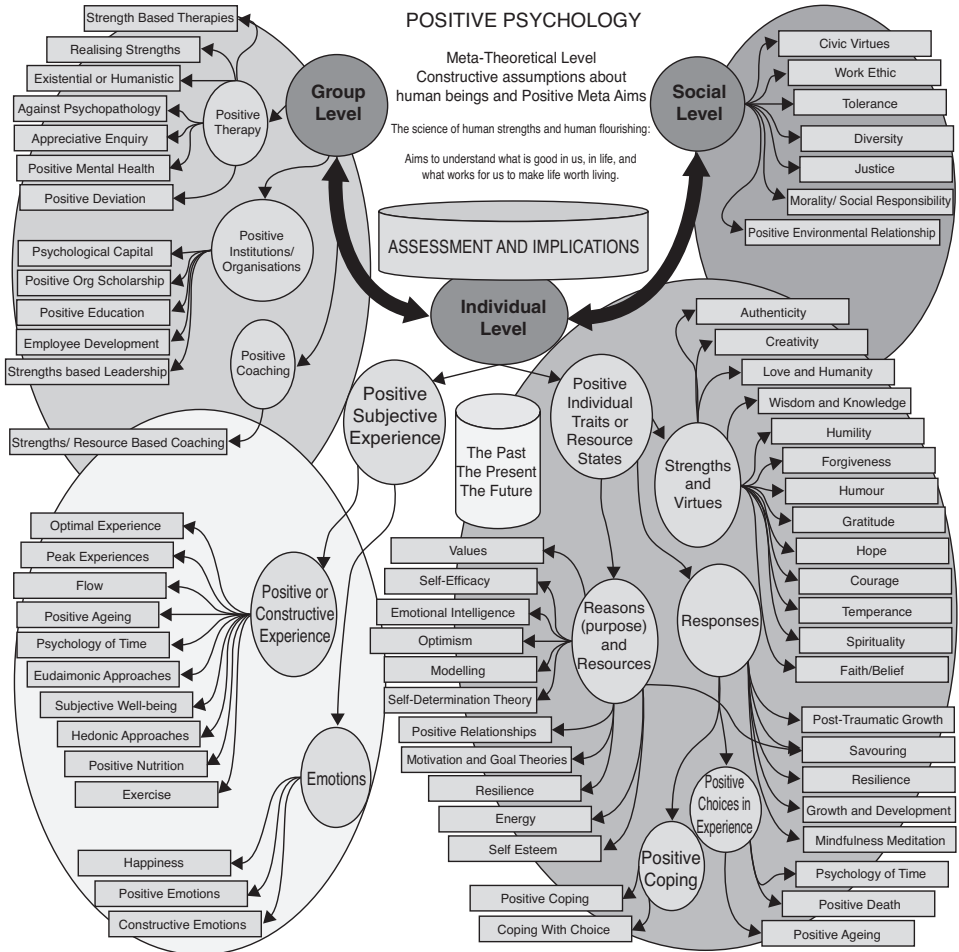 POSITIVE PSYCHOLOGY
Meta-Theoretical Level
Constructive assumptions about
human beings and Positive Meta Aims
The science of human strengths and human flourishing:
Aims to understand what is good in us, in life, and
what works for us to make life worth living.
ASSESSMENT AND IMPLICATIONS
Group
Level
Strength Based Therapies
Realising Strengths
Existential or Humanistic
Against Psychopathology
Appreciative Enquiry
Positive Mental Health
Positive Deviation
Positive
Therapy
Positive
Institutions/
Organisations
Psychological Capital
Positive Org Scholarship
Positive Education
Employee Development
Strengths based Leadership
Positive
Coaching
Strengths/ Resource Based Coaching
Social
Level
Civic Virtues
Work Ethic
Tolerance
Diversity
Justice
Morality/ Social Responsibility
Positive Environmental Relationship
Individual
Level
Positive
Subjective
Experience
The Past
The Present
The Future
Positive
Individual
Traits or
Resource
States
Strengths
and
Virtues
Authenticity
Creativity
Love and Humanity
Wisdom and Knowledge
Humility
Forgiveness
Humour
Gratitude
Hope
Courage
Temperance
Spirituality
Faith/Belief
Positive or
Constructive
Experience
Optimal Experience
Peak Experiences
Flow
Positive Ageing
Psychology of Time
Eudaimonic Approaches
Subjective Well-being
Hedonic Approaches
Positive Nutrition
Exercise
Emotions
Happiness
Positive Emotions
Constructive Emotions
Reasons
(purpose)
and
Resources
Values
Self-Efficacy
Emotional Intelligence
Optimism
Modelling
Self-Determination Theory
Positive Relationships
Motivation and Goal Theories
Resilience
Energy
Self Esteem
Responses
Post-Traumatic Growth
Savouring
Resilience
Growth and Development
Mindfulness Meditation
Positive
Choices in
Experience
Psychology of Time
Positive Death
Positive Ageing
Positive
Coping
Positive Coping
Coping With Choice